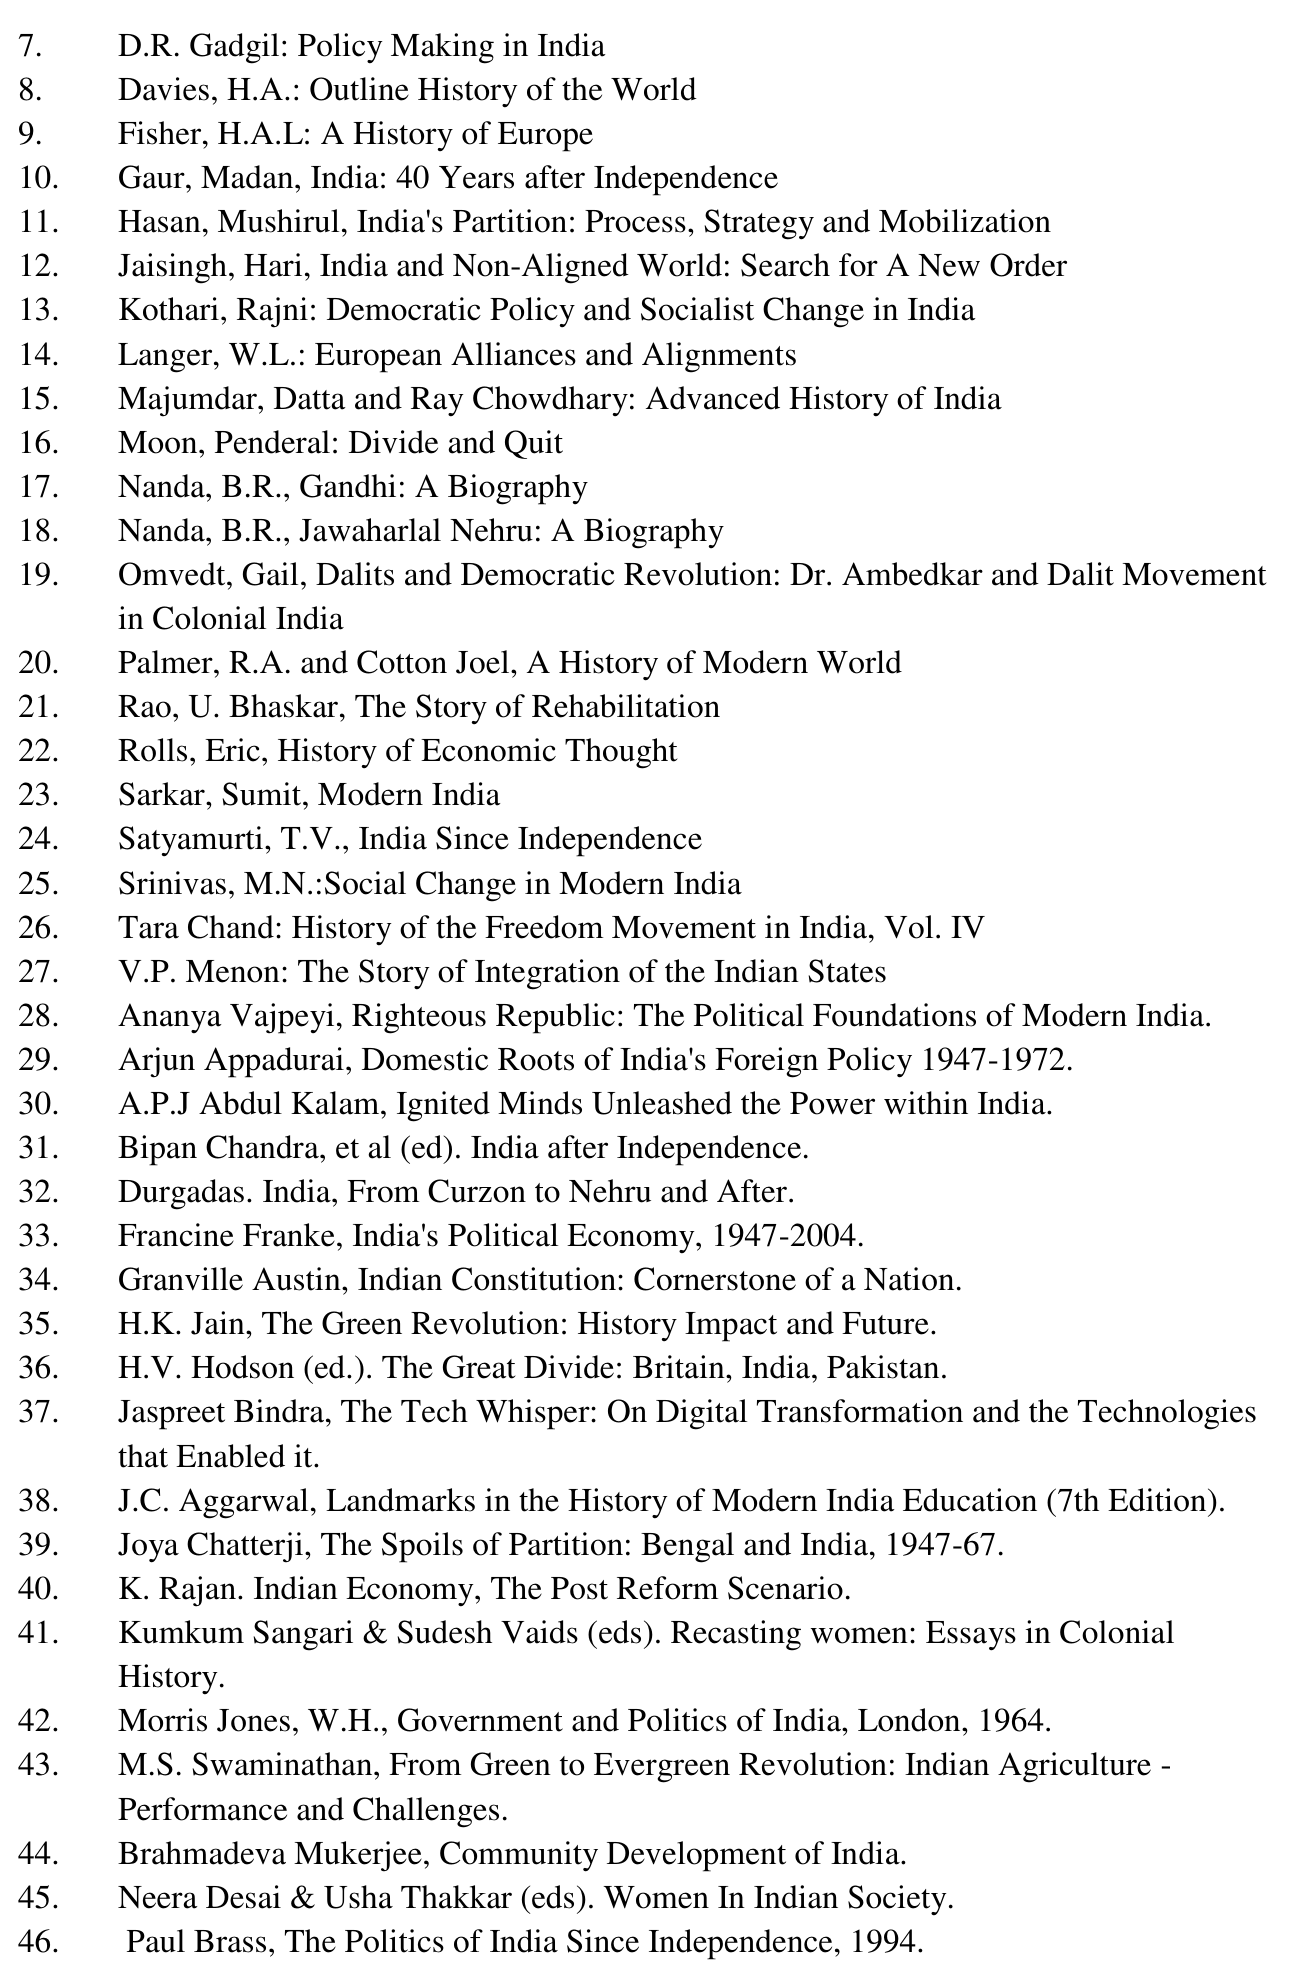 7. D.R. Gadgil: Policy Making in India
8. Davies, H.A.: Outline History of the World
9. Fisher, H.A.L: A History of Europe
10. Gaur, Madan, India: 40 Years after Independence
11. Hasan, Mushirul, India's Partition: Process, Strategy and Mobilization
12. Jaisingh, Hari, India and Non-Aligned World: Search for A New Order
13. Kothari, Rajni: Democratic Policy and Socialist Change in India
14. Langer, W.L.: European Alliances and Alignments
15. Majumdar, Datta and Ray Chowdhary: Advanced History of India
16. Moon, Penderal: Divide and Quit
17. Nanda, B.R., Gandhi: A Biography
18. Nanda, B.R., Jawaharlal Nehru: A Biography
19. Omvedt, Gail, Dalits and Democratic Revolution: Dr. Ambedkar and Dalit Movement
in Colonial India
20. Palmer, R.A. and Cotton Joel, A History of Modern World
21. Rao, U. Bhaskar, The Story of Rehabilitation
22. Rolls, Eric, History of Economic Thought
23. Sarkar, Sumit, Modern India
24. Satyamurti, T.V., India Since Independence
25. Srinivas, M.N.:Social Change in Modern India
26. Tara Chand: History of the Freedom Movement in India, Vol. IV
27. V.P. Menon: The Story of Integration of the Indian States
28. Ananya Vajpeyi, Righteous Republic: The Political Foundations of Modern India.
29. Arjun Appadurai, Domestic Roots of India's Foreign Policy 1947-1972.
30. A.P.J Abdul Kalam, Ignited Minds Unleashed the Power within India.
31. Bipan Chandra, et al (ed). India after Independence.
32. Durgadas. India, From Curzon to Nehru and After.
33. Francine Franke, India's Political Economy, 1947-2004.
34. Granville Austin, Indian Constitution: Cornerstone of a Nation.
35. H.K. Jain, The Green Revolution: History Impact and Future.
36. H.V. Hodson (ed.). The Great Divide: Britain, India, Pakistan.
37. Jaspreet Bindra, The Tech Whisper: On Digital Transformation and the Technologies
that Enabled it.
38. J.C. Aggarwal, Landmarks in the History of Modern India Education (7th Edition).
39. Joya Chatterji, The Spoils of Partition: Bengal and India, 1947-67.
40. K. Rajan. Indian Economy, The Post Reform Scenario.
41. Kumkum Sangari & Sudesh Vaids (eds). Recasting women: Essays in Colonial
History.
42. Morris Jones, W.H., Government and Politics of India, London, 1964.
43. M.S. Swaminathan, From Green to Evergreen Revolution: Indian Agriculture -
Performance and Challenges.
44. Brahmadeva Mukerjee, Community Development of India.
45. Neera Desai & Usha Thakkar (eds). Women In Indian Society.
46. Paul Brass, The Politics of India Since Independence, 1994.